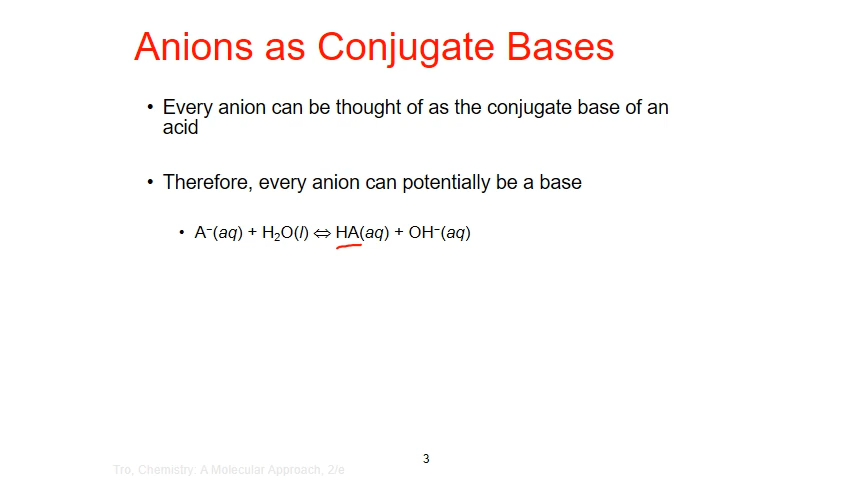 Anions as Conjugate Bases
• Every anion can be thought of as the conjugate base of an
acid
• Therefore, every anion can potentially be a base
• A⁻(aq) + H₂O(l) ⇔ HA(aq) + OH⁻(aq)
3
Tro, Chemistry: A Molecular Approach, 2/e